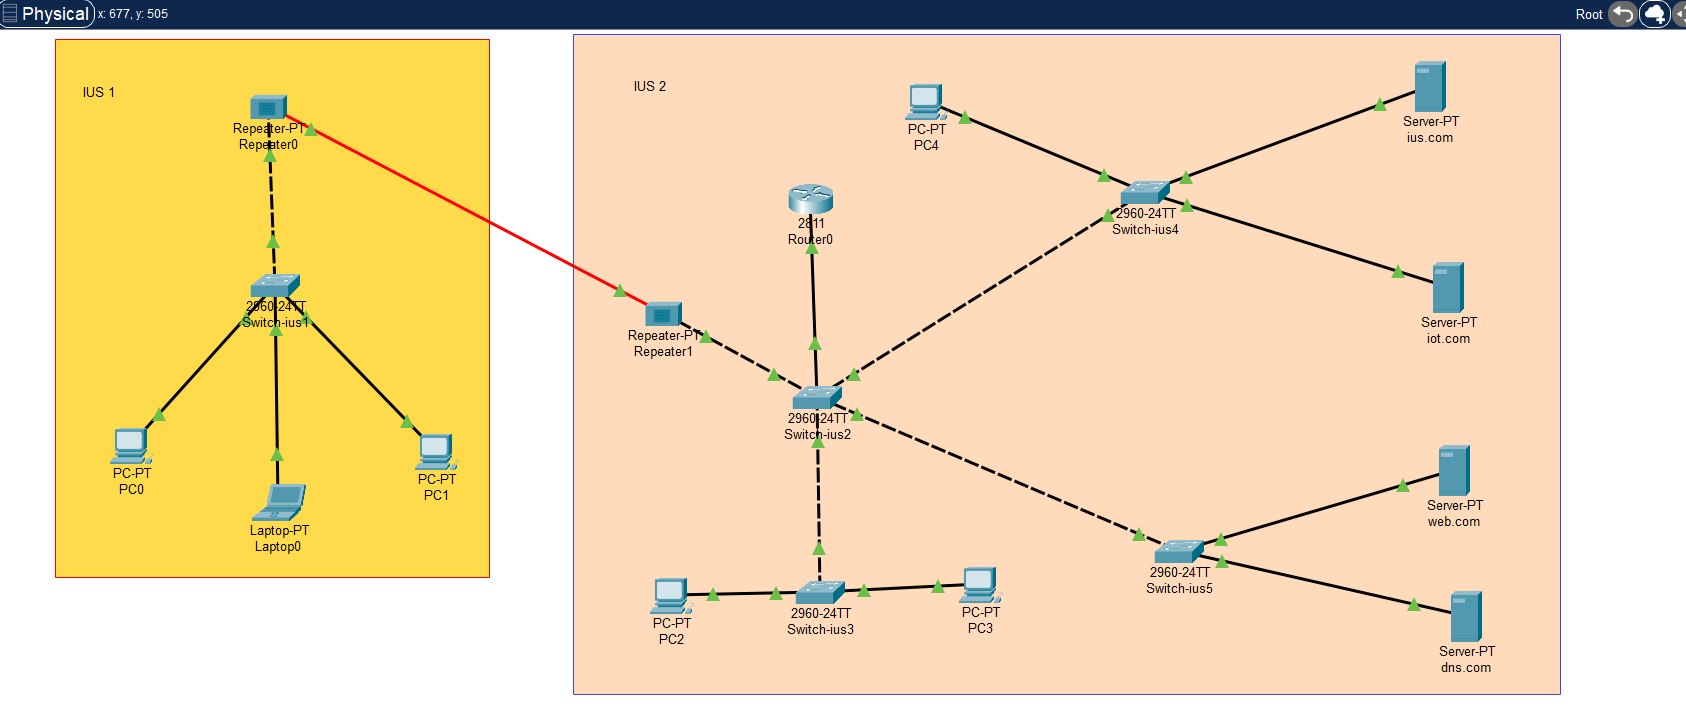 Physical x: 677, y: 505
Root
IUS 1
Repeater-PT
Repeater0
2960-24TT
Switch-ius1
PC-PT
PC0
Laptop-PT
Laptop0
PC-PT
PC1
IUS 2
PC-PT
PC4
Server-PT
ius.com
2811
Router0
2960-24TT
Switch-ius4
Server-PT
iot.com
Repeater-PT
Repeater1
2960-24TT
Switch-ius2
Server-PT
web.com
2960-24TT
Switch-ius5
PC-PT
PC2
2960-24TT
Switch-ius3
PC-PT
PC3
Server-PT
dns.com